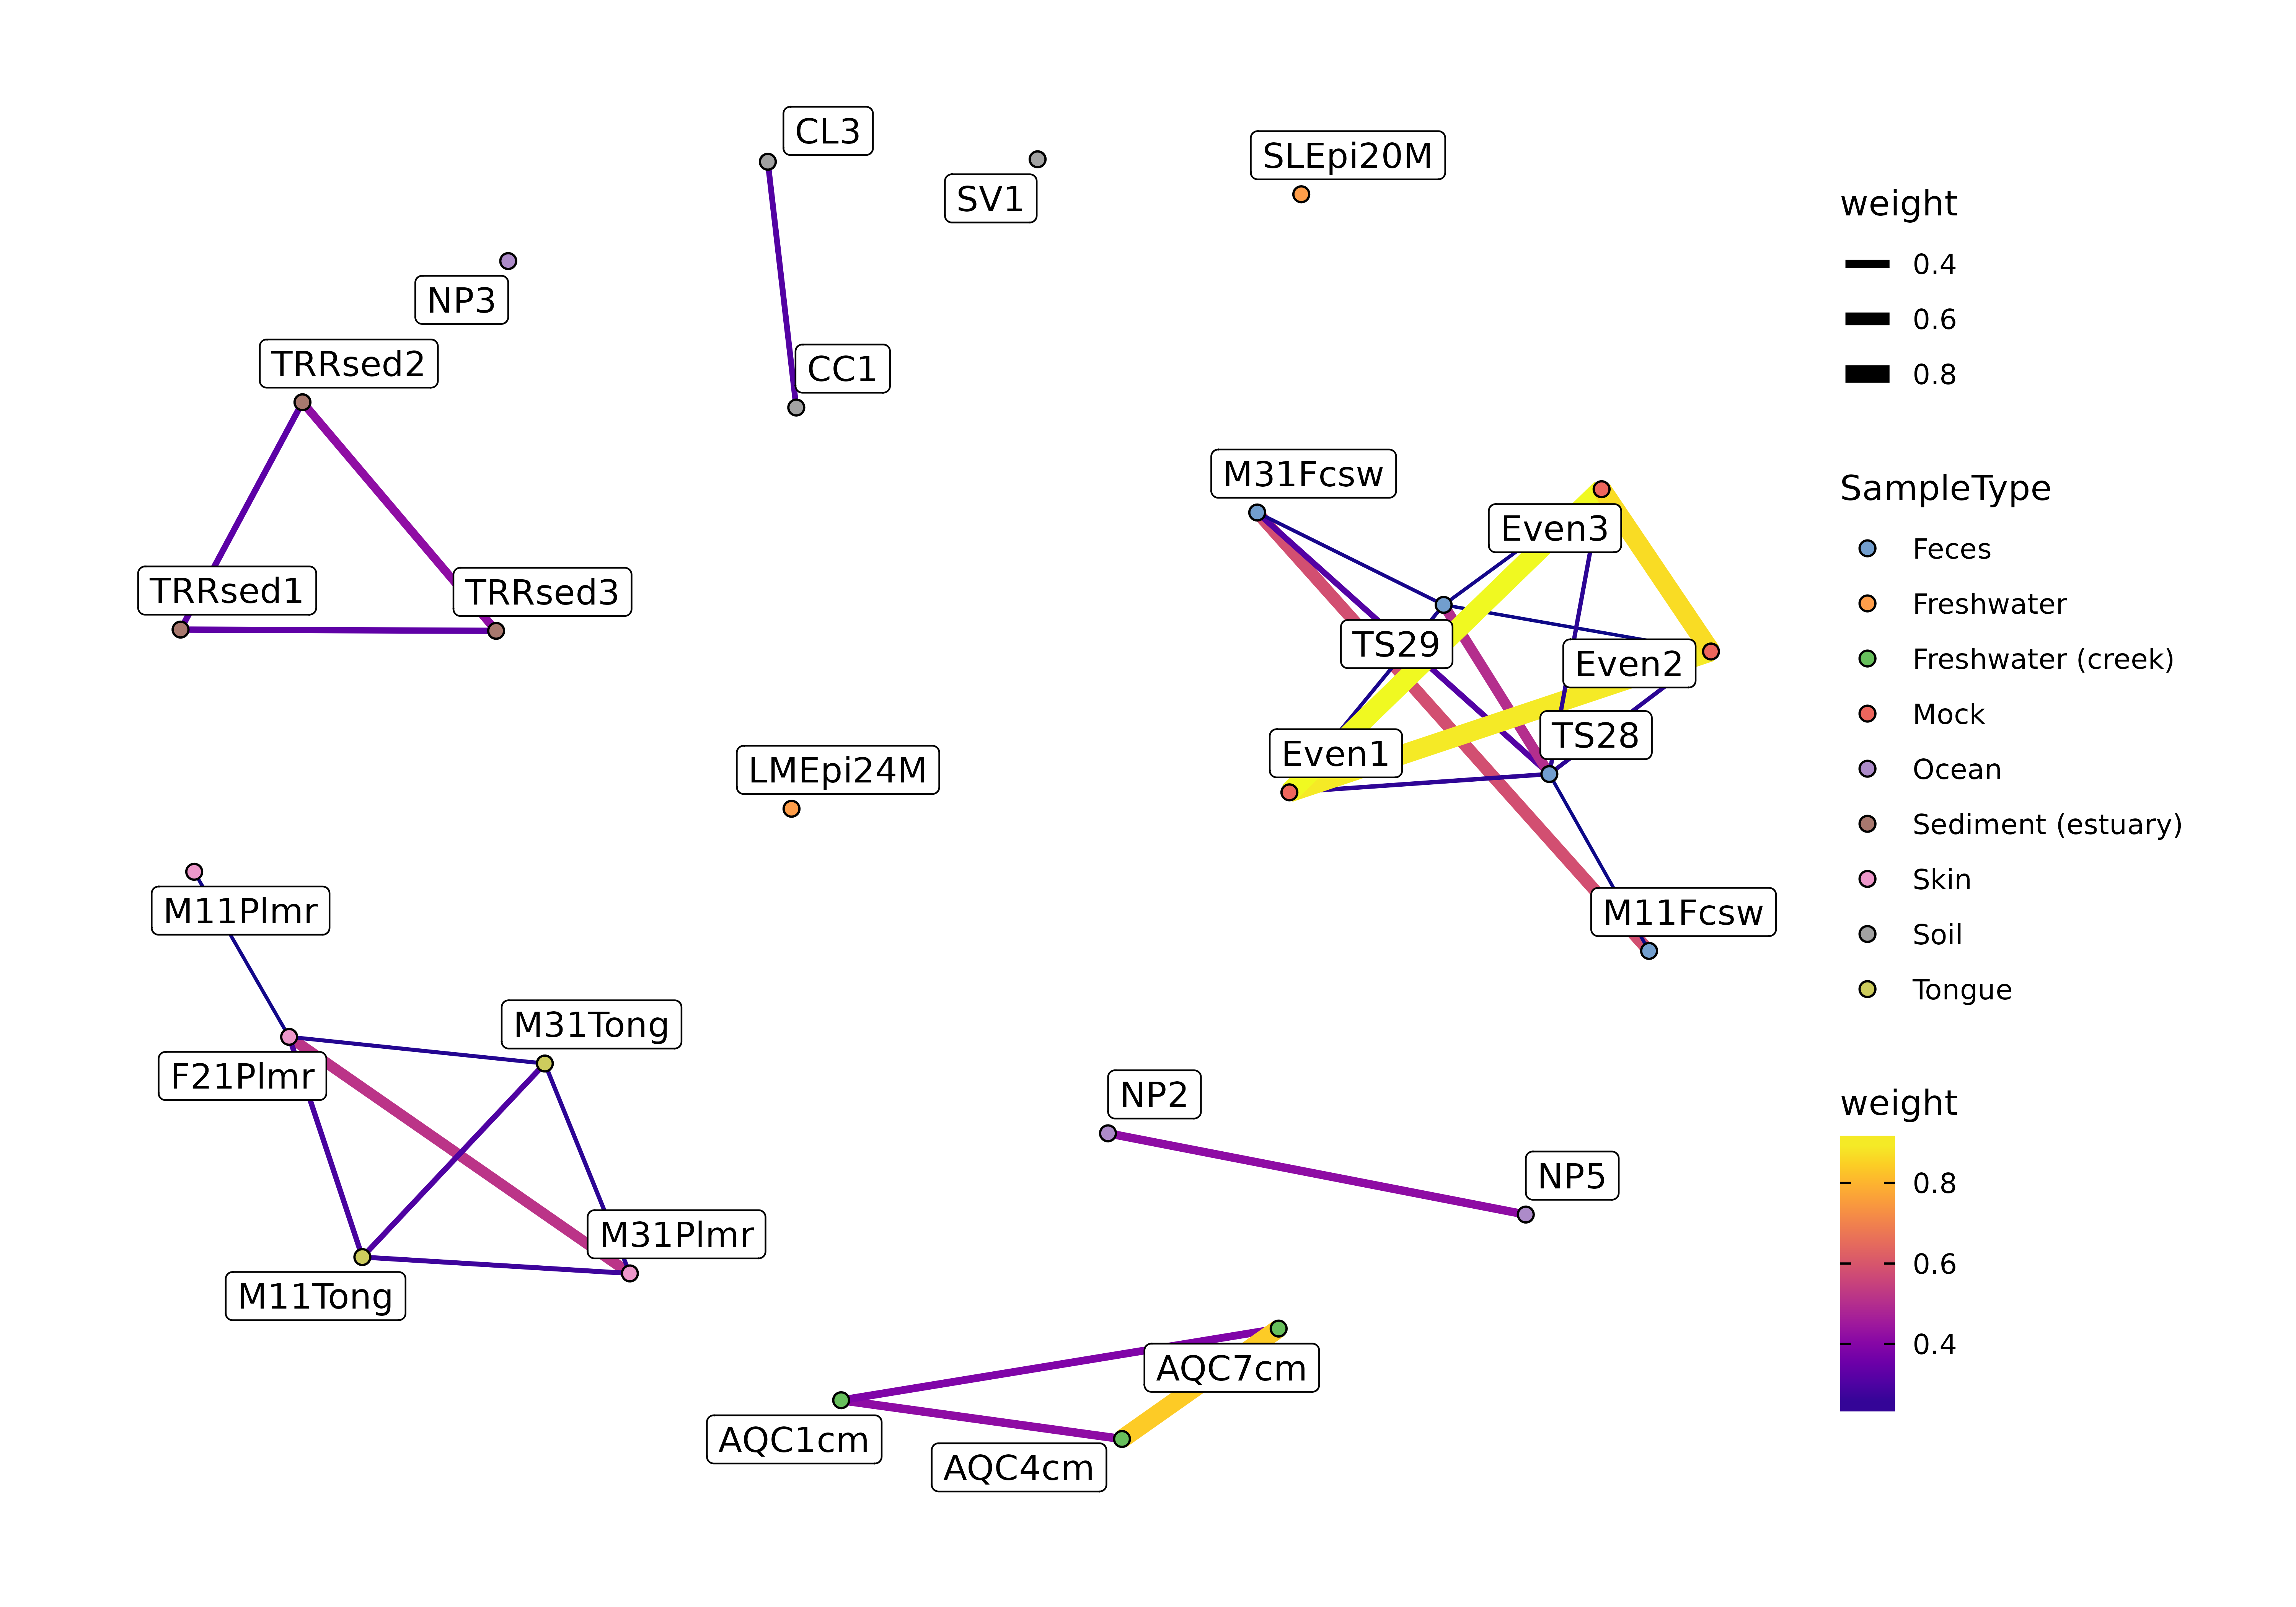 CL3
SV1
SLEpi20M
NP3
TRRsed2
CC1
M31Fcsw
Even3
TRRsed1
TRRsed3
TS29
Even2
TS28
Even1
LMEpi24M
M11Plmr
M11Fcsw
M31Tong
F21Plmr
NP2
NP5
M31Plmr
M11Tong
AQC7cm
AQC1cm
AQC4cm
weight
0.4
0.6
0.8
SampleType
Feces
Freshwater
Freshwater (creek)
Mock
Ocean
Sediment (estuary)
Skin
Soil
Tongue
weight
0.8
0.6
0.4